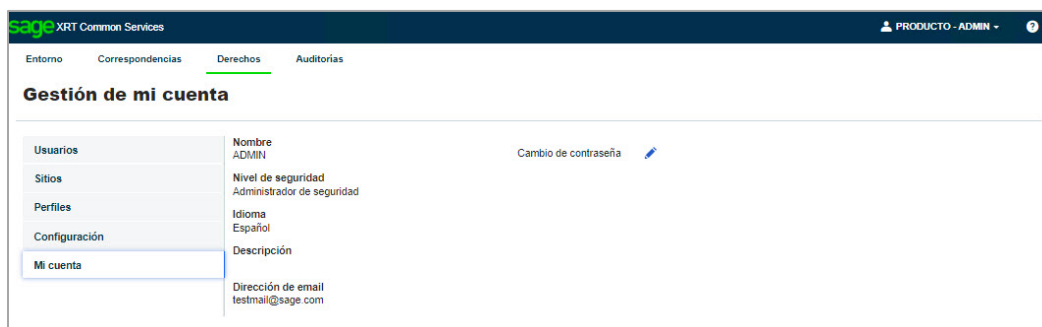 sage XRT Common Services
PRODUCTO - ADMIN
?
Entorno Correspondencias Derechos Auditorias
Gestión de mi cuenta
Usuarios
Sitios
Perfiles
Configuración
Mi cuenta
Nombre
ADMIN
Nivel de seguridad
Administrador de seguridad
Idioma
Español
Descripción
Dirección de email
testmail@sage.com
Cambio de contraseña